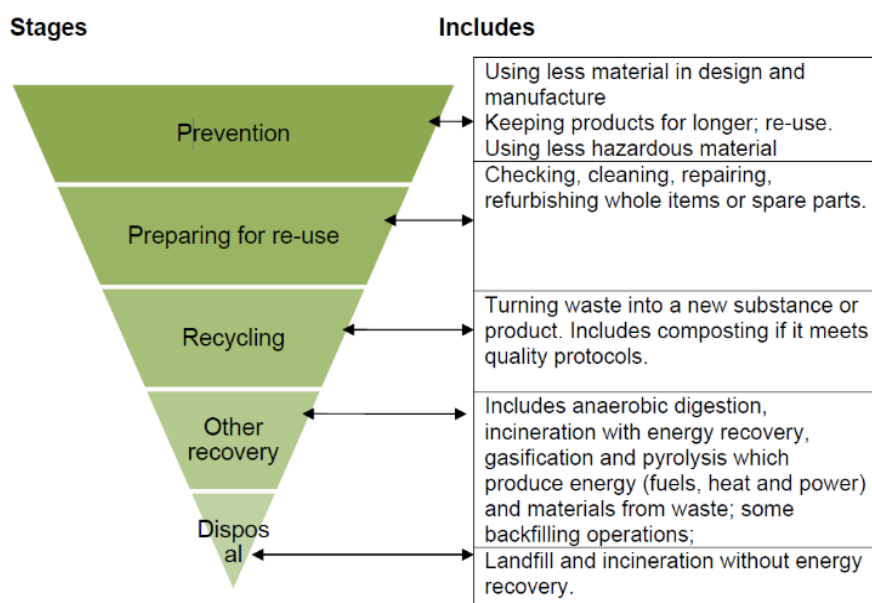 Stages
Includes
Prevention
Using less material in design and
manufacture
Keeping products for longer; re-use.
Using less hazardous material
Preparing for re-use
Checking, cleaning, repairing,
refurbishing whole items or spare parts.
Recycling
Turning waste into a new substance or
product. Includes composting if it meets
quality protocols.
Other
recovery
Includes anaerobic digestion,
incineration with energy recovery,
gasification and pyrolysis which
produce energy (fuels, heat and power)
and materials from waste; some
backfilling operations;
Dispos
al
Landfill and incineration without energy
recovery.